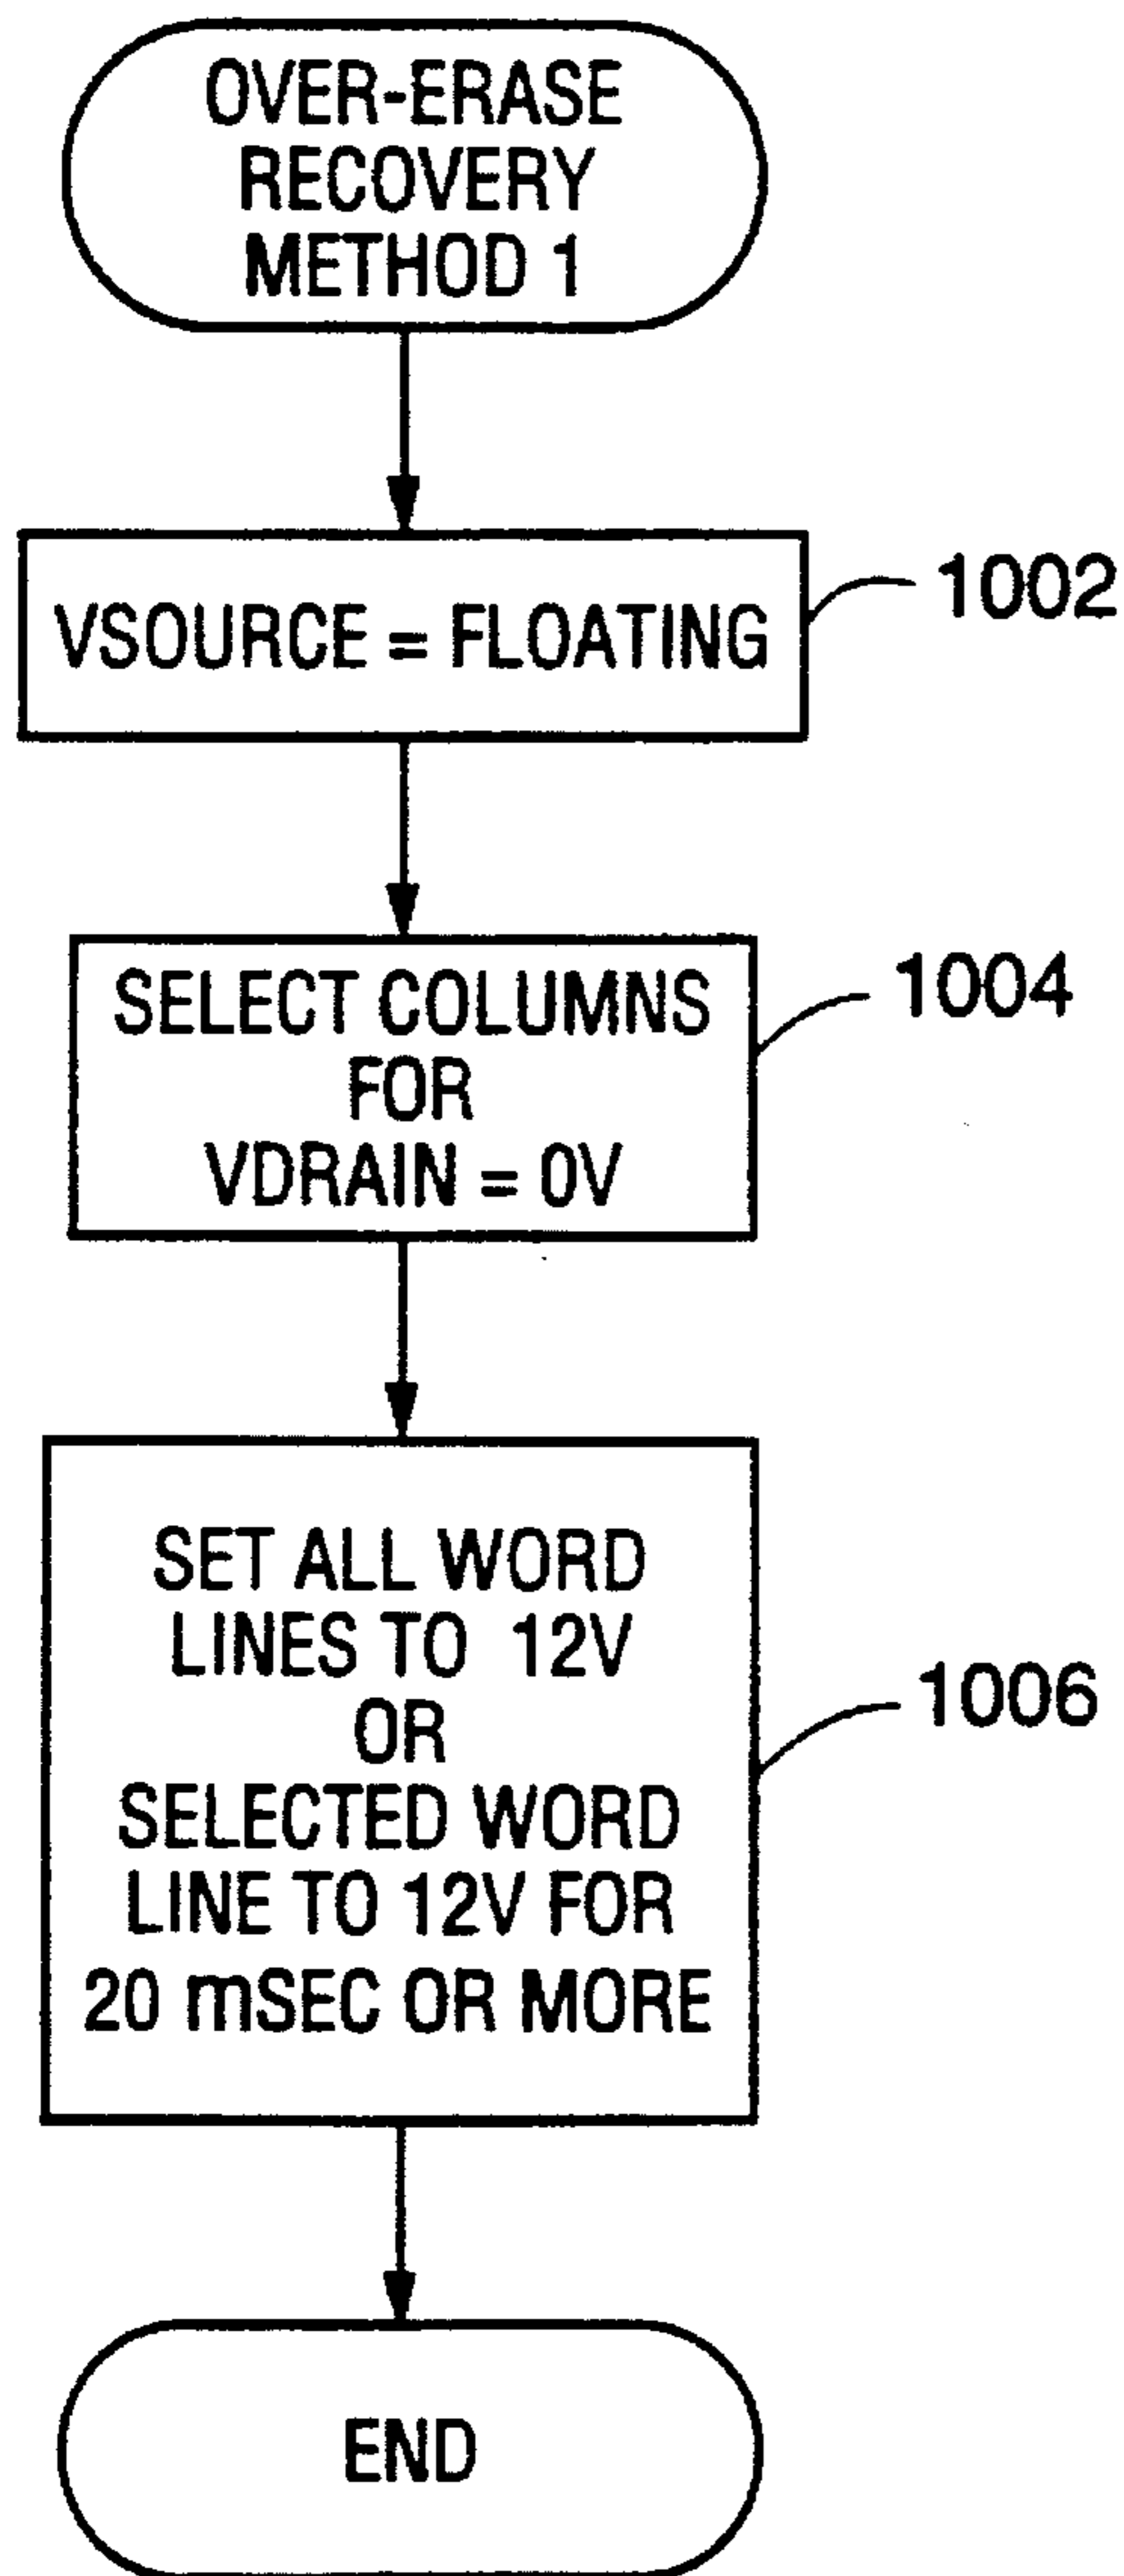 OVER-ERASE
RECOVERY
METHOD 1
VSOURCE = FLOATING
1002
SELECT COLUMNS
FOR
VDRAIN = 0V
1004
SET ALL WORD
LINES TO 12V
OR
SELECTED WORD
LINE TO 12V FOR
20 mSEC OR MORE
1006
END